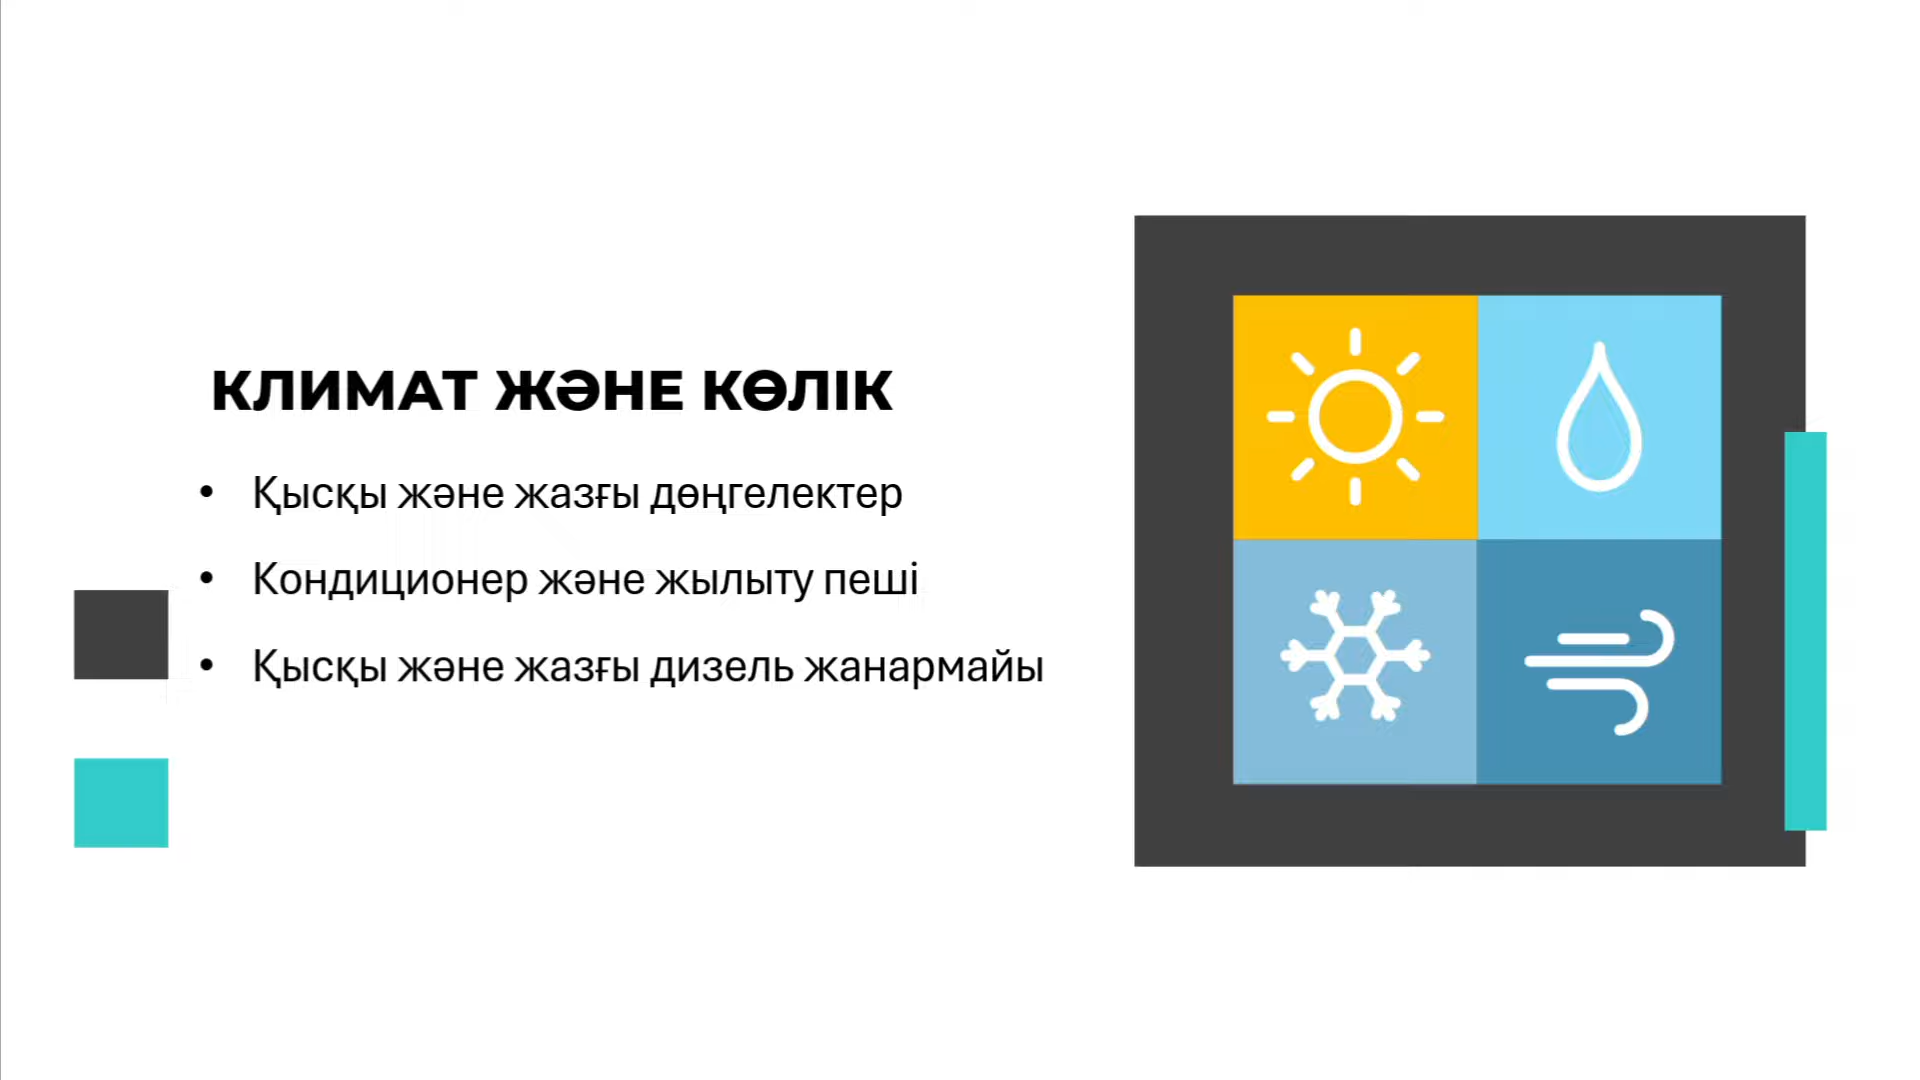 КЛИМАТ ЖӘНЕ КӨЛІК
• Қысқы және жазғы дөңгелектер
• Кондиционер және жылыту пеші
• Қысқы және жазғы дизель жанармайы